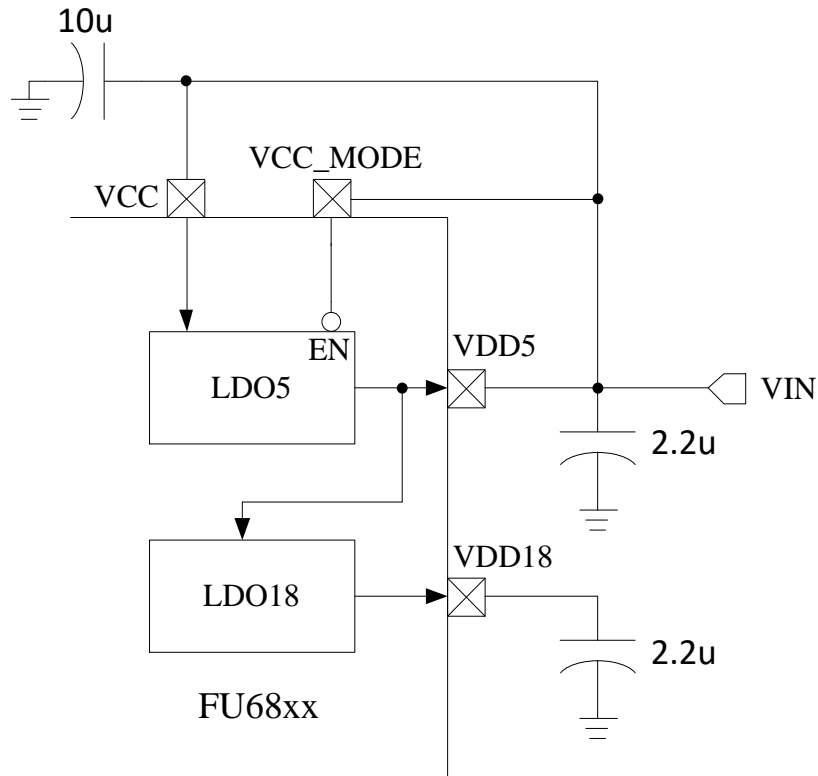 10u
VCC_MODE
VCC
EN
VDD5
LDO5
VIN
2.2u
VDD18
LDO18
2.2u
FU68xx